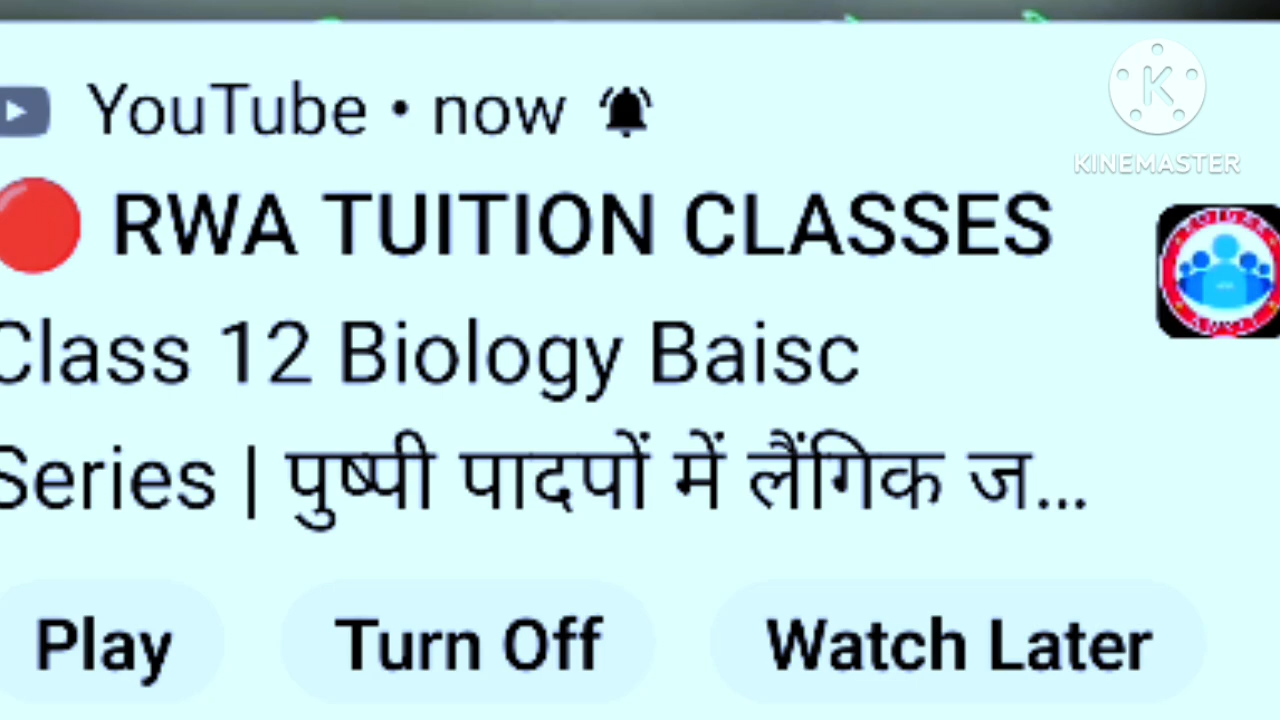 YouTube • now
KINEMASTER
🔴 RWA TUITION CLASSES
Class 12 Biology Baisc
Series | पुष्पी पादपों में लैंगिक ज...
Play
Turn Off
Watch Later